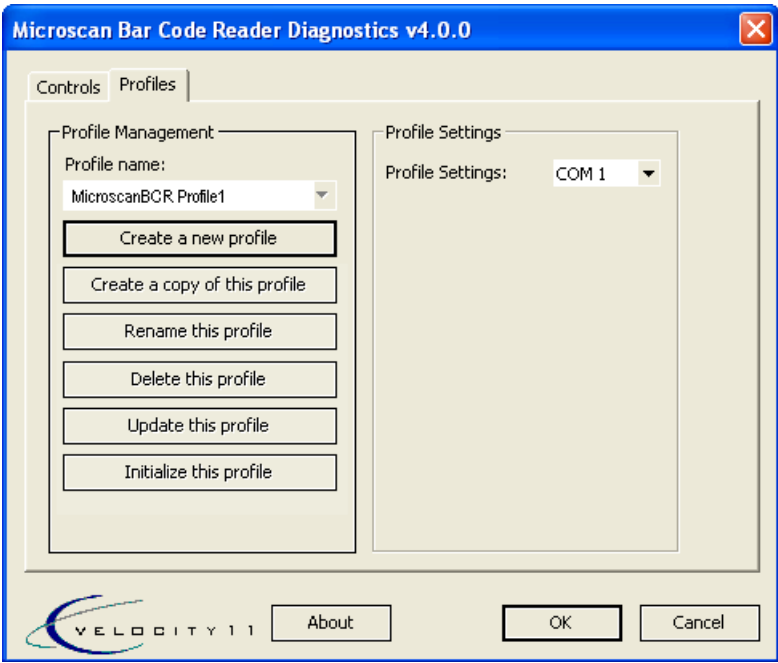 Microscan Bar Code Reader Diagnostics v4.0.0
Controls
Profiles
Profile Management
Profile name:
MicroscanBCR Profile1
Create a new profile
Create a copy of this profile
Rename this profile
Delete this profile
Update this profile
Initialize this profile
Profile Settings
Profile Settings:
COM 1
VELOCITY11
About
OK
Cancel